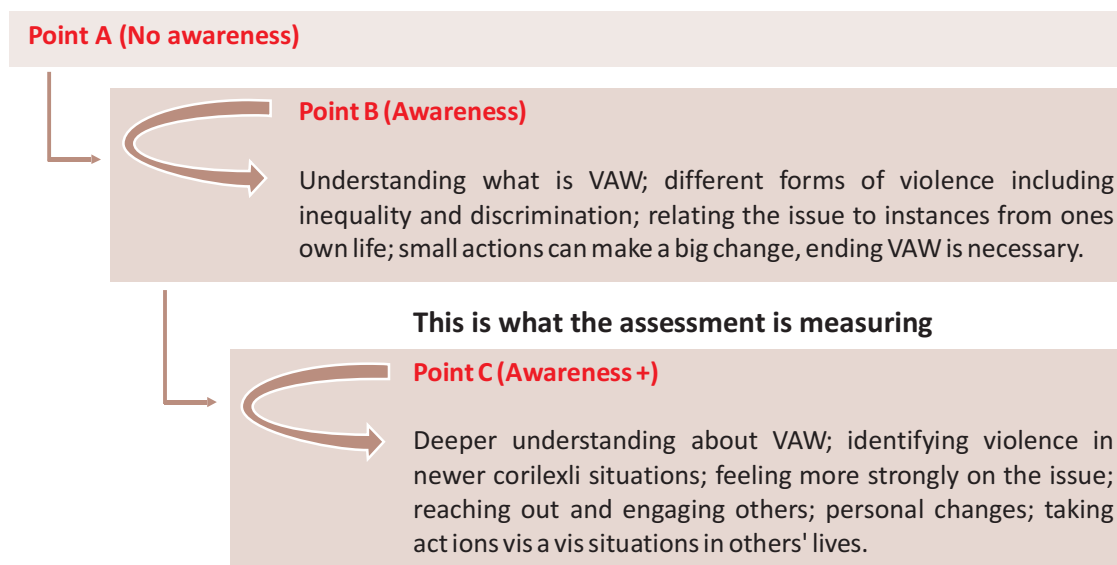 Point A (No awareness)
Point B (Awareness)
Understanding what is VAW; different forms of violence including
inequality and discrimination; relating the issue to instances from ones
own life; small actions can make a big change, ending VAW is necessary.
This is what the assessment is measuring
Point C (Awareness +)
Deeper understanding about VAW; identifying violence in
newer corilexli situations; feeling more strongly on the issue;
reaching out and engaging others; personal changes; taking
act ions vis a vis situations in others' lives.